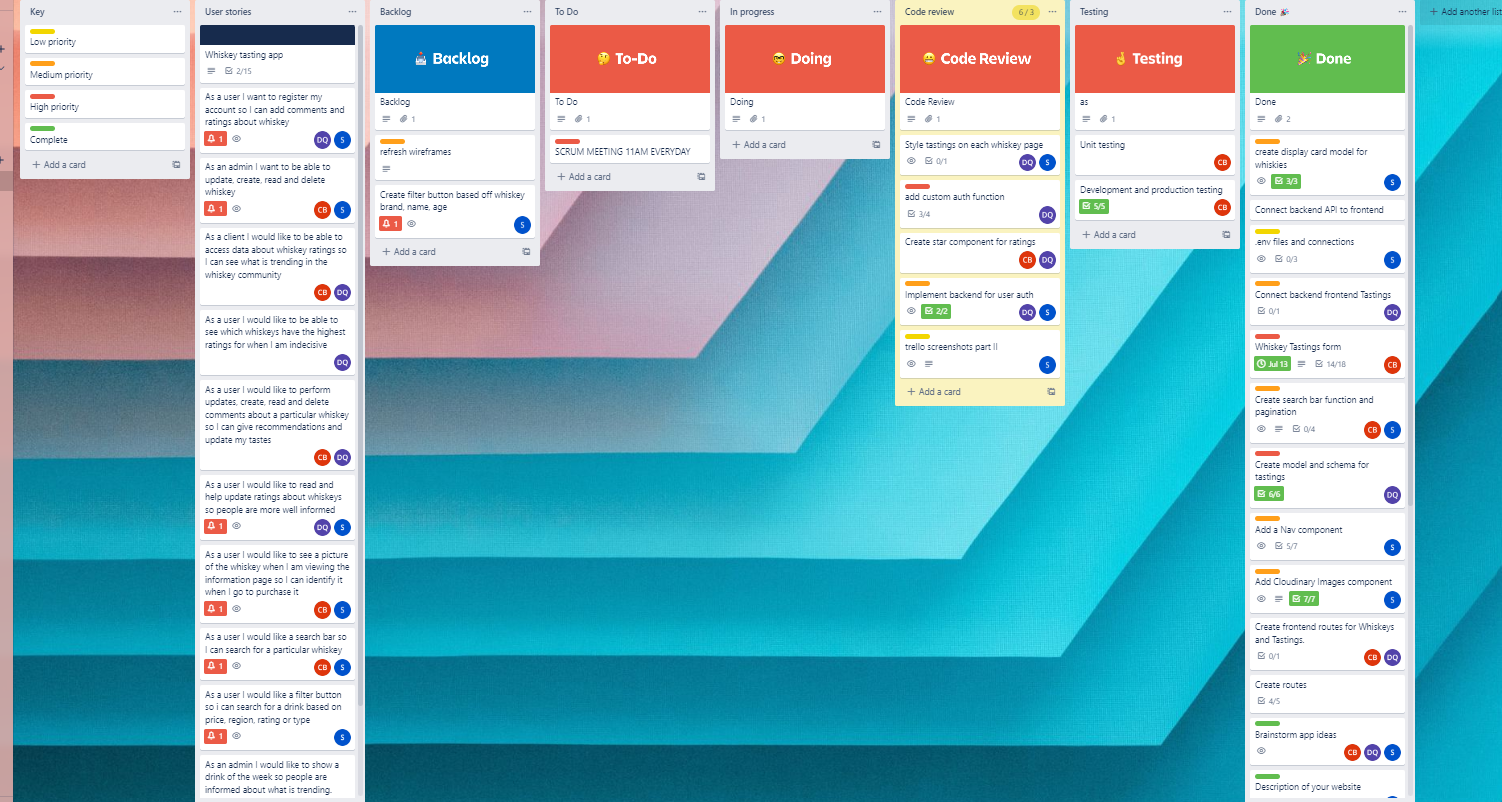 Key
Low priority
Medium priority
High priority
Complete
+ Add a card
User stories
Whiskey tasting app
2/15
As a user I want to register my
account so I can add comments and
ratings about whiskey
1
DQ S
As an admin I want to be able to
update, create, read and delete
whiskey
1
CB S
As a client I would like to be able to
access data about whiskey ratings so
I can see what is trending in the
whiskey community
CB DQ
As a user I would like to be able to
see which whiskeys have the highest
ratings for when I am indecisive
DQ
As a user I would like to perform
updates, create, read and delete
comments about a particular whiskey
so I can give recommendations and
update my tastes
CB DQ
As a user I would like to read and
help update ratings about whiskeys
so people are more well informed
1
DQ S
As a user I would like to see a picture
of the whiskey when I am viewing the
information page so I can identify it
when I go to purchase it
1
CB S
As a user I would like a search bar so
I can search for a particular whiskey
1
CB S
As a user I would like a filter button
so i can search for a drink based on
price, region, rating or type
1
S
As an admin I would like to show a
drink of the week so people are
informed about what is trending.
Backlog
Backlog
Backlog
1
refresh wireframes
Create filter button based off whiskey
brand, name, age
1
S
+ Add a card
To Do
To-Do
To Do
1
SCRUM MEETING 11AM EVERYDAY
+ Add a card
In progress
Doing
Doing
1
+ Add a card
Code review
6 / 3
Code Review
Code Review
1
Style tastings on each whiskey page
0/1
DQ S
add custom auth function
3/4
DQ
Create star component for ratings
CB DQ
Implement backend for user auth
2/2
DQ S
trello screenshots part II
S
+ Add a card
Testing
Testing
as
1
Unit testing
CB
Development and production testing
5/5
CB
+ Add a card
Done 🎉
Done
Done
2
create display card model for
whiskies
3/3
S
Connect backend API to frontend
.env files and connections
0/3
S
Connect backend frontend Tastings
0/1
DQ
Whiskey Tastings form
Jul 13
14/18
CB
Create search bar function and
pagination
0/4
CB S
Create model and schema for
tastings
6/6
DQ
Add a Nav component
5/7
S
Add Cloudinary Images component
7/7
S
Create frontend routes for Whiskeys
and Tastings.
0/1
CB DQ
Create routes
4/5
Brainstorm app ideas
CB DQ S
Description of your website
+ Add another list